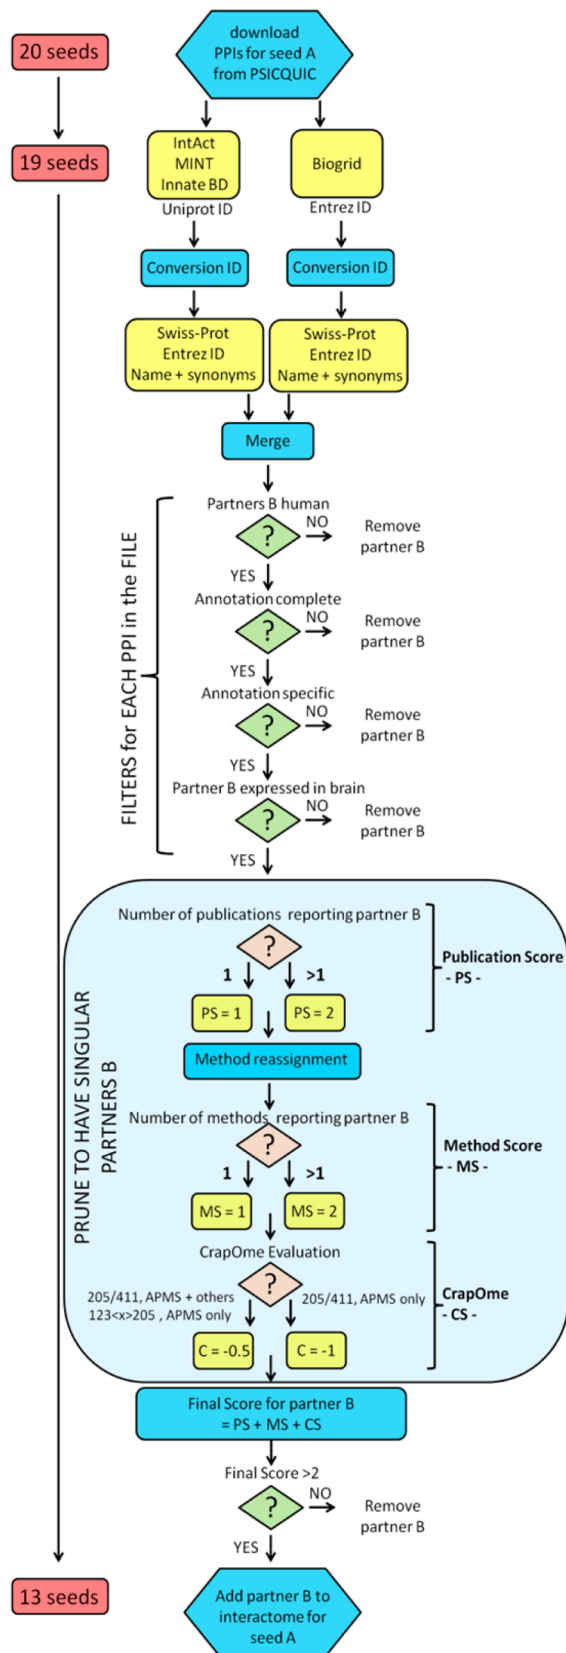 20 seeds
download
PPIs for seed A
from PSICQUIC
19 seeds
IntAct
MINT
Innate BD
Biogrid
Uniprot ID
Entrez ID
Conversion ID
Conversion ID
Swiss-Prot
Entrez ID
Name + synonyms
Swiss-Prot
Entrez ID
Name + synonyms
Merge
FILTERS for EACH PPI in the FILE
Partners B human
?
NO
Remove
partner B
YES
Annotation complete
?
NO
Remove
partner B
YES
Annotation specific
?
NO
Remove
partner B
YES
Partner B expressed in brain
?
NO
Remove
partner B
YES
PRUNE TO HAVE SINGULAR
PARTNERS B
Number of publications reporting partner B
?
1
>1
PS = 1
PS = 2
Publication Score
- PS -
Method reassignment
Number of methods reporting partner B
?
1
>1
MS = 1
MS = 2
Method Score
- MS -
CrapOme Evaluation
?
205/411, APMS + others
123<x>205 , APMS only
205/411, APMS only
C = -0.5
C = -1
CrapOme
- CS -
Final Score for partner B
= PS + MS + CS
Final Score >2
?
NO
Remove
partner B
YES
13 seeds
Add partner B to
interactome for
seed A